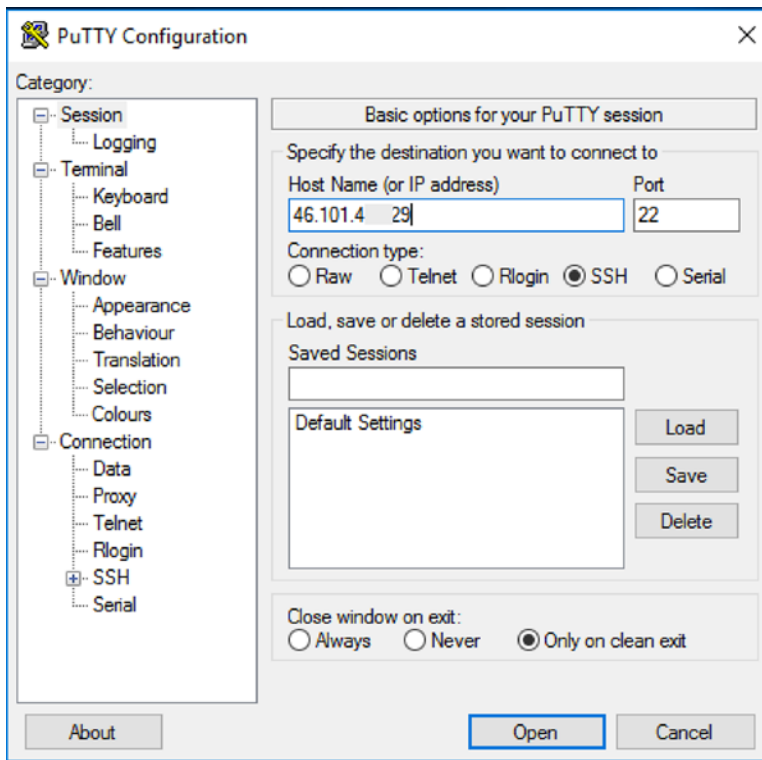 PuTTY Configuration
Category:
Session
Logging
Terminal
Keyboard
Bell
Features
Window
Appearance
Behaviour
Translation
Selection
Colours
Connection
Data
Proxy
Telnet
Rlogin
SSH
Serial
Basic options for your PuTTY session
Specify the destination you want to connect to
Host Name (or IP address) Port
46.101.4 29 22
Connection type:
Raw Telnet Rlogin SSH Serial
Load, save or delete a stored session
Saved Sessions
Default Settings
Load
Save
Delete
Close window on exit:
Always Never Only on clean exit
About Open Cancel